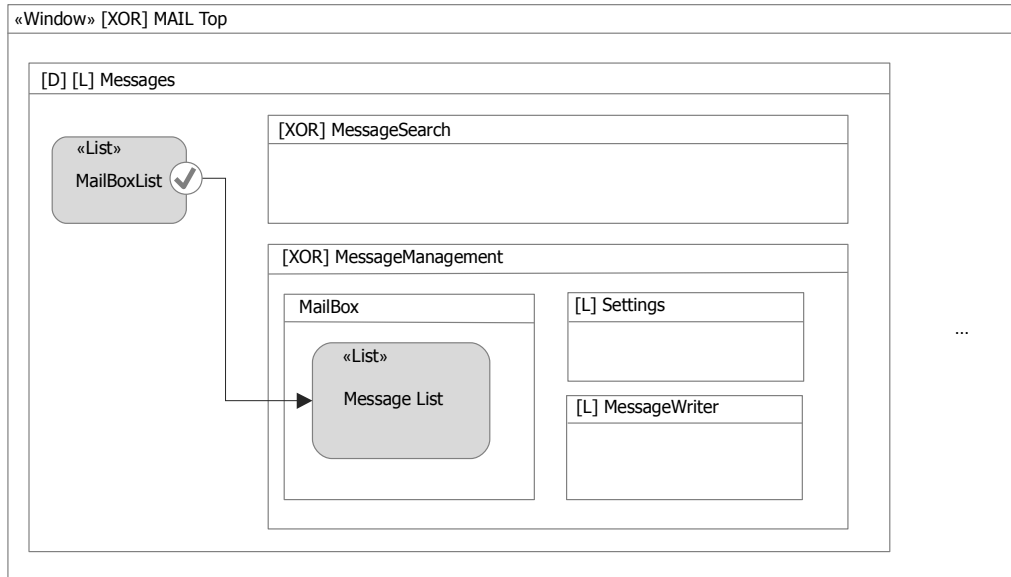 «Window» [XOR] MAIL Top
[D] [L] Messages
«List»
MailBoxList
[XOR] MessageSearch
[XOR] MessageManagement
MailBox
«List»
Message List
[L] Settings
[L] MessageWriter
...